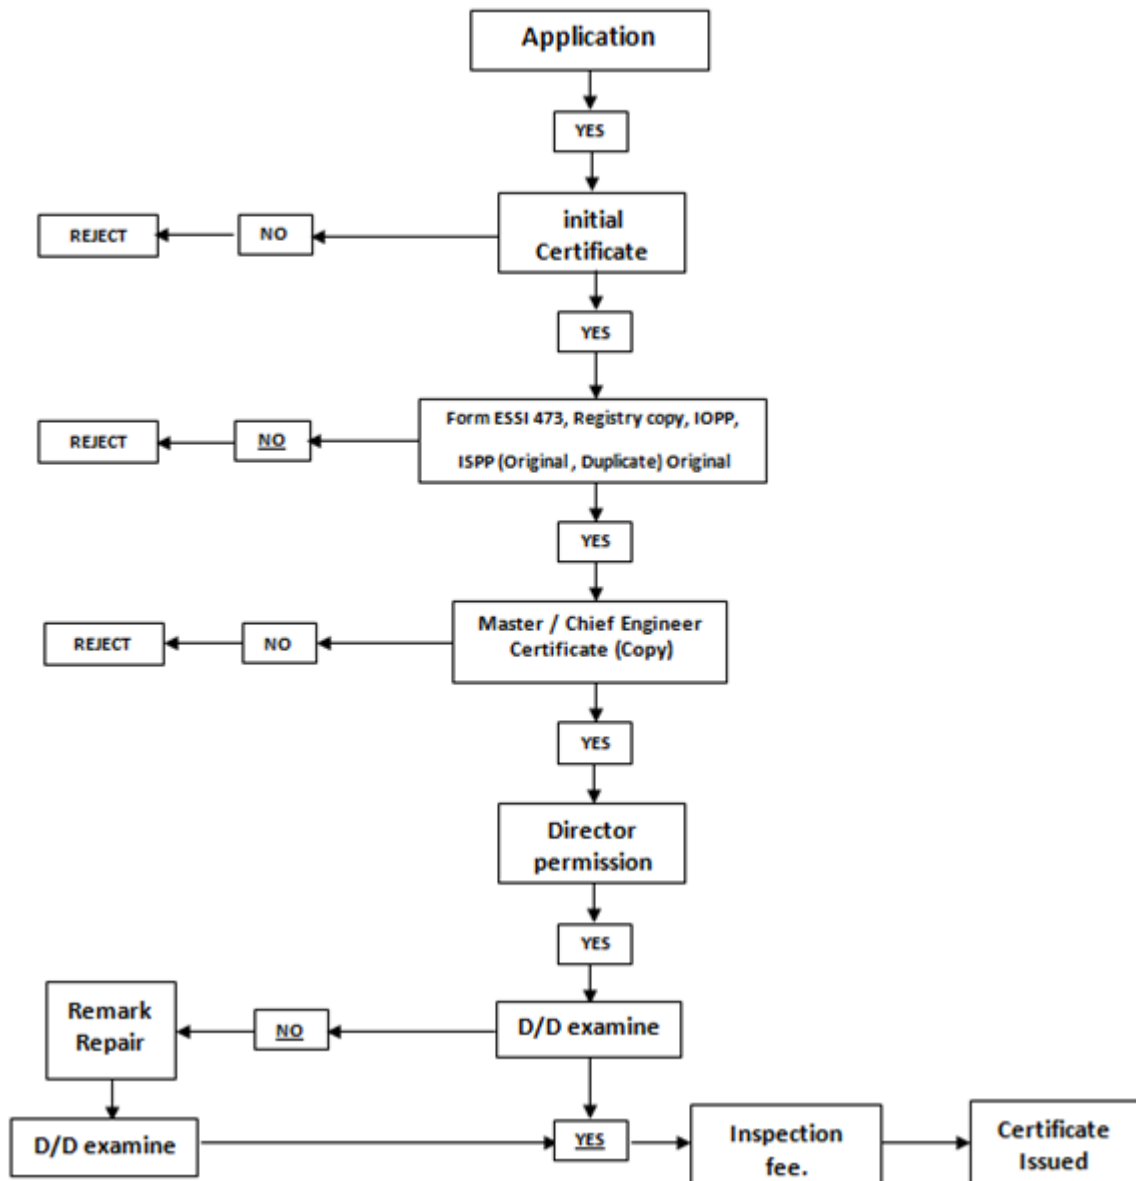 Application
YES
initial
Certificate
NO
REJECT
YES
Form ESSI 473, Registry copy, IOPP,
ISPP (Original , Duplicate) Original
NO
REJECT
YES
Master / Chief Engineer
Certificate (Copy)
NO
REJECT
YES
Director
permission
YES
D/D examine
NO
Remark
Repair
D/D examine
YES
Inspection
fee.
Certificate
Issued